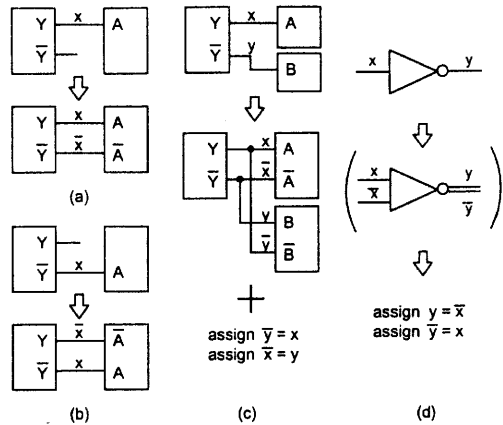 Y x A
Y̅
Y x A
Y̅ x̅ A̅
(a)
Y
Y̅ x A
Y x̅ A̅
Y̅ x A
(b)
Y x A
Y̅ y B
Y x A
Y̅ x̅ A̅
y B
y̅ B̅
+
assign y̅ = x
assign x̅ = y
(c)
x y
x y
x̅ y̅
assign y = x̅
assign y̅ = x
(d)